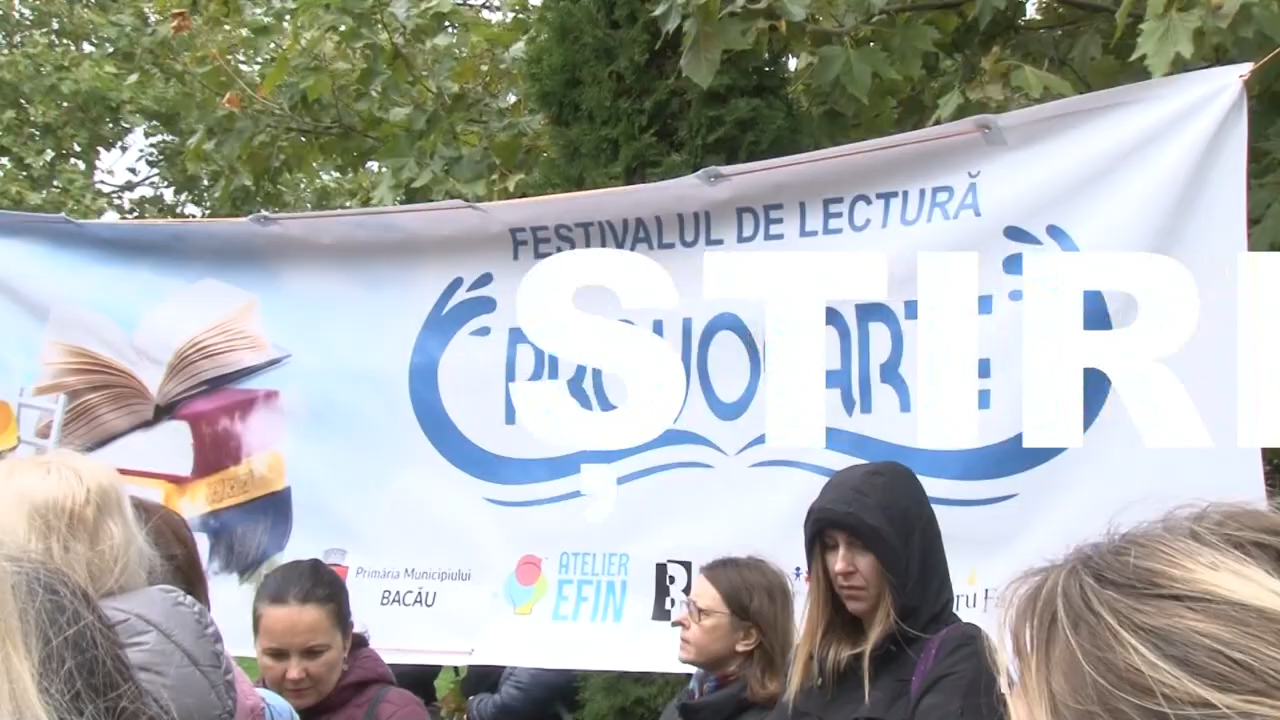 FESTIVALUL DE LECTURĂ
ȘTIRI
Primăria Municipiului
BACĂU
ATELIER
EFIN
B